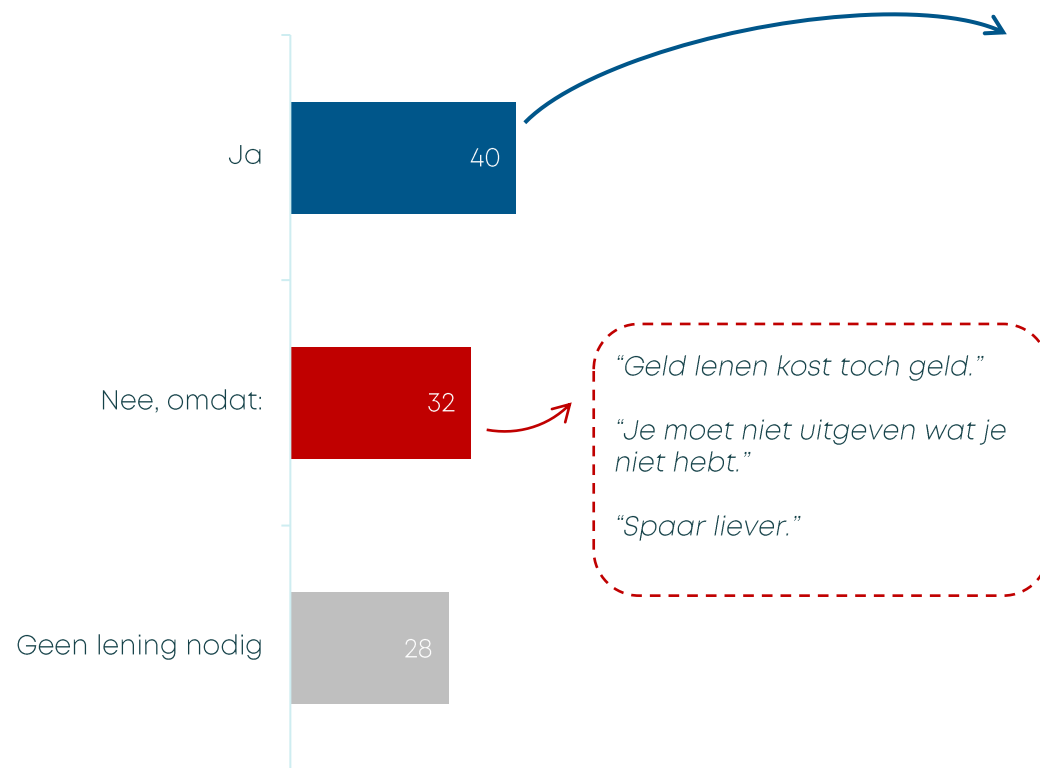 Ja
40
Nee, omdat:
32
“Geld lenen kost toch geld.”
“Je moet niet uitgeven wat je
niet hebt.”
“Spaar liever.”
Geen lening nodig
28